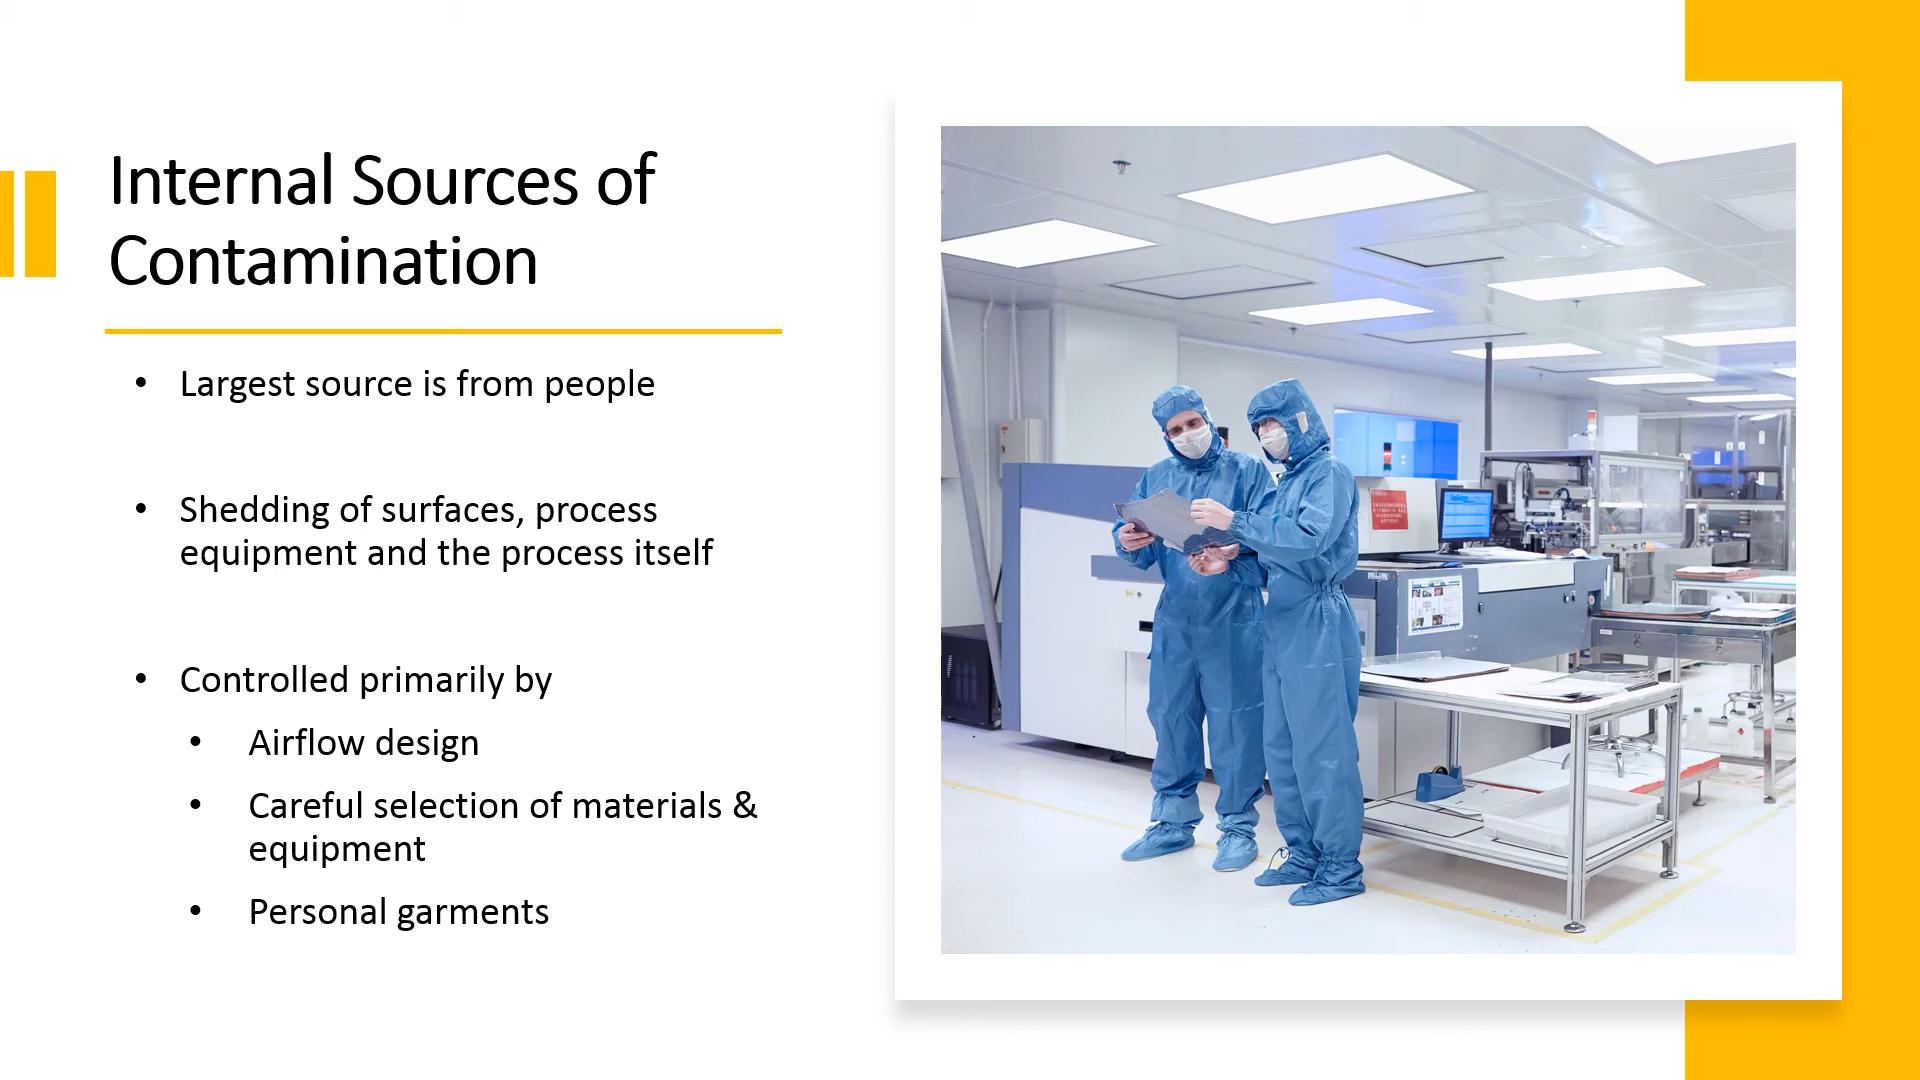 Internal Sources of
Contamination
• Largest source is from people
• Shedding of surfaces, process
equipment and the process itself
• Controlled primarily by
• Airflow design
• Careful selection of materials &
equipment
• Personal garments